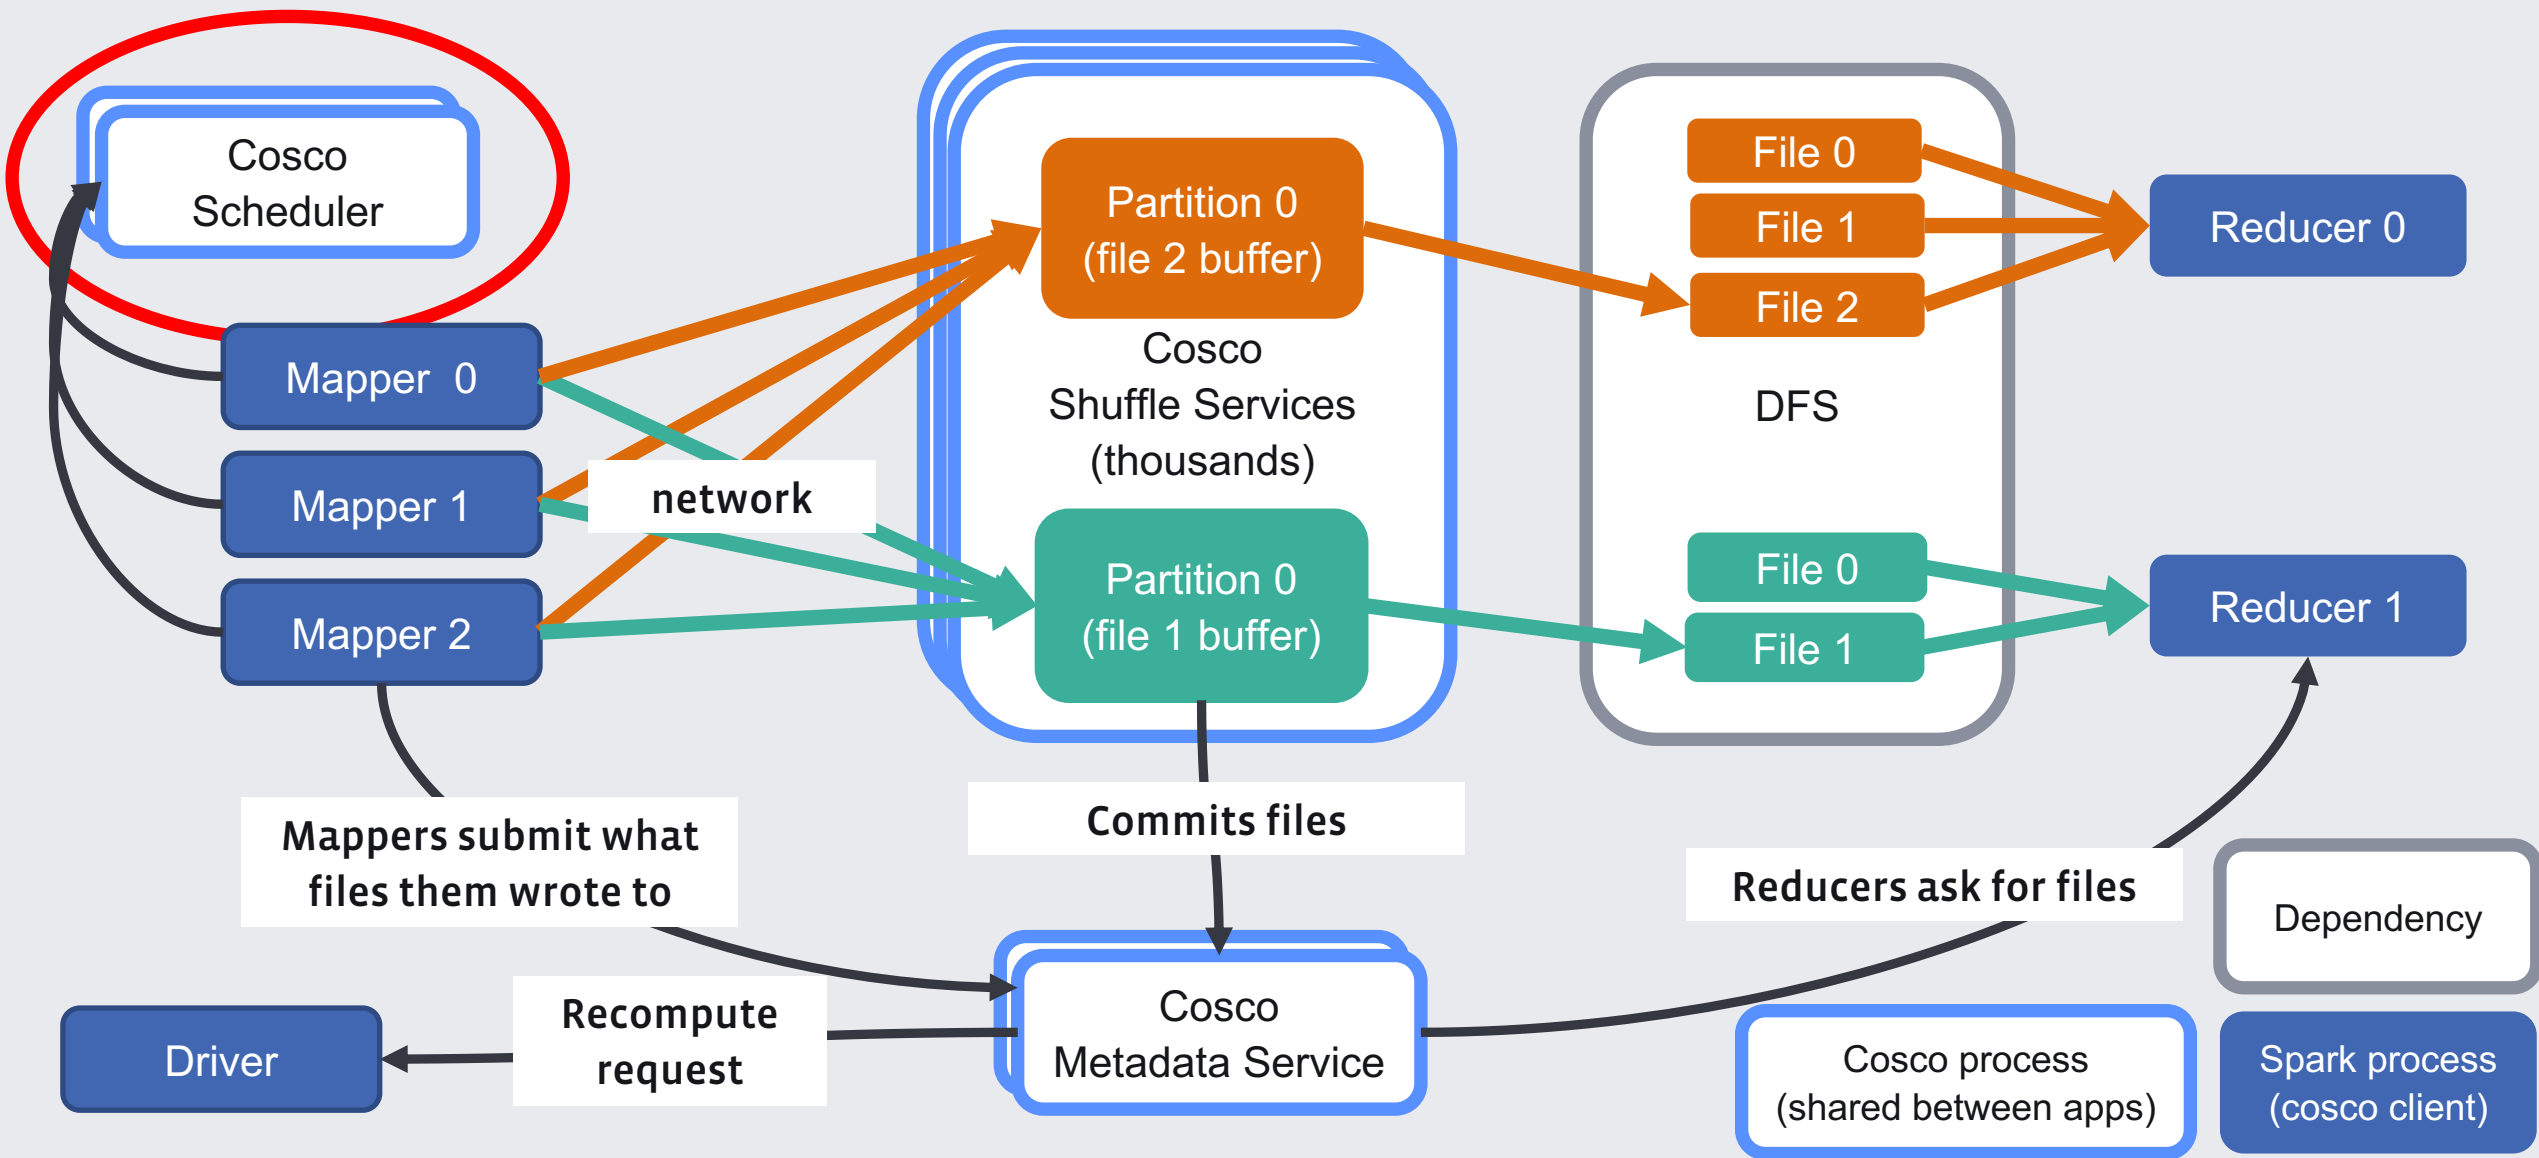 Cosco
Scheduler
Mapper 0
Mapper 1
Mapper 2
network
Partition 0
(file 2 buffer)
Cosco
Shuffle Services
(thousands)
Partition 0
(file 1 buffer)
File 0
File 1
File 2
DFS
File 0
File 1
Reducer 0
Reducer 1
Mappers submit what
files them wrote to
Commits files
Reducers ask for files
Recompute
request
Driver
Cosco
Metadata Service
Dependency
Cosco process
(shared between apps)
Spark process
(cosco client)